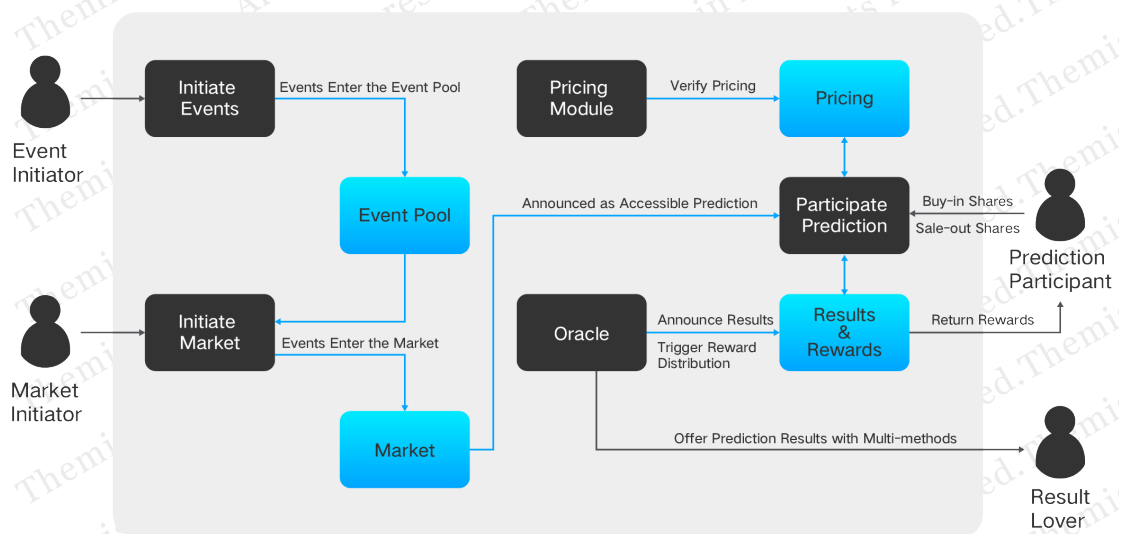 Initiate
Events
Events Enter the Event Pool
Pricing
Module
Verify Pricing
Pricing
Event
Initiator
Event Pool
Announced as Accessible Prediction
Participate
Prediction
Buy-in Shares
Sale-out Shares
Prediction
Participant
Initiate
Market
Events Enter the Market
Oracle
Announce Results
Trigger Reward
Distribution
Results
&
Rewards
Return Rewards
Market
Initiator
Market
Offer Prediction Results with Multi-methods
Result
Lover